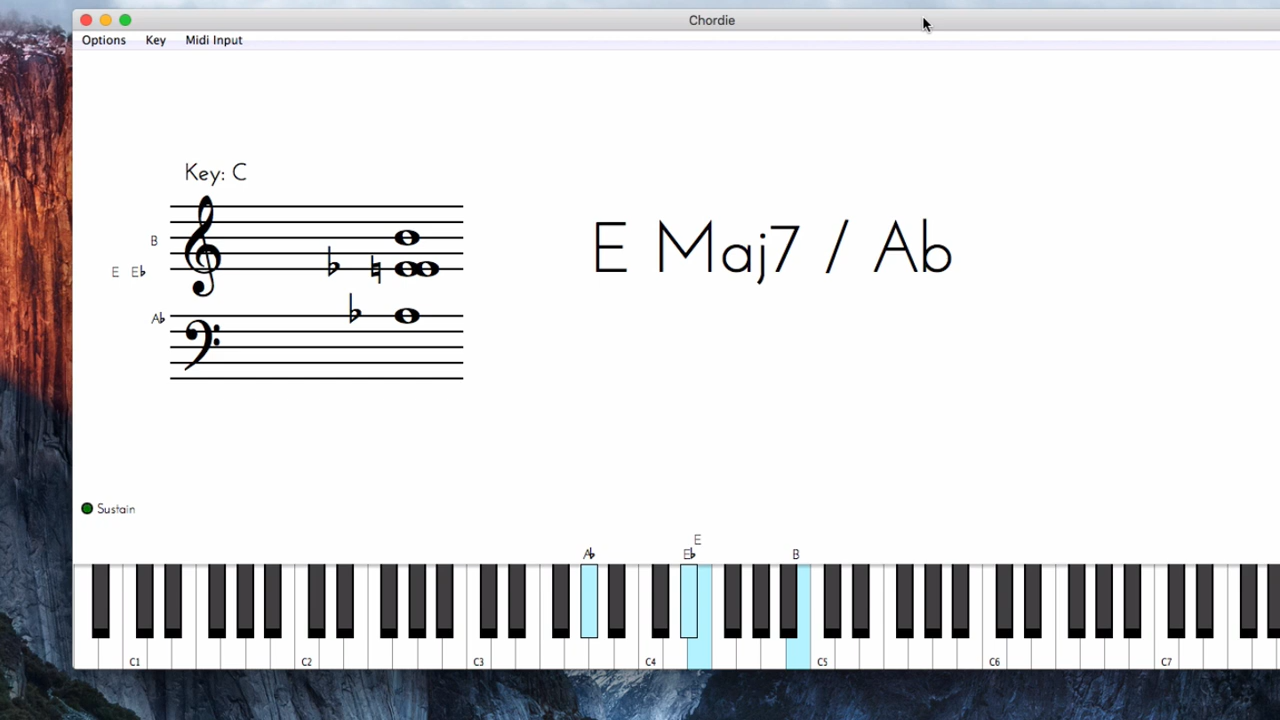 Chordie
Options Key Midi Input
Key: C
B
E E♭
A♭
E Maj7 / Ab
Sustain
E
A♭ E♭ B
C1 C2 C3 C4 C5 C6 C7